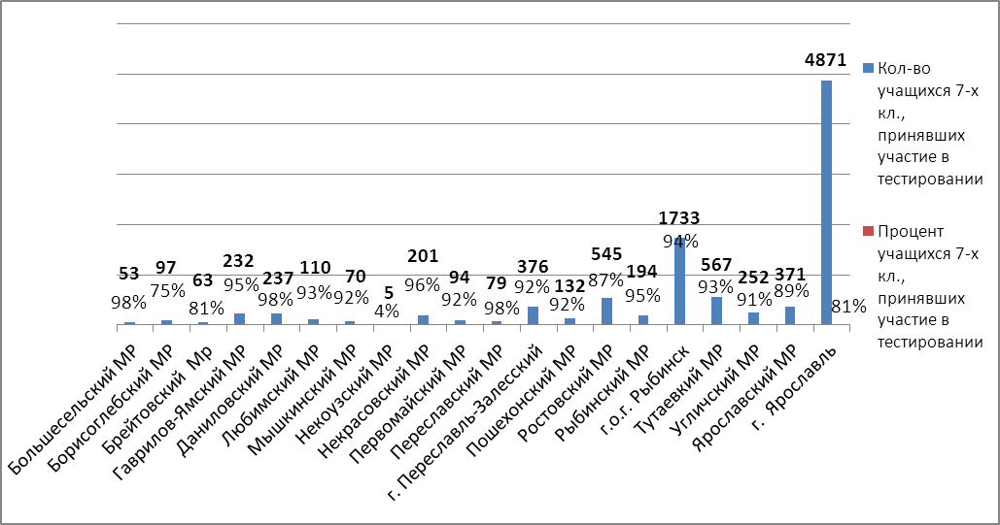 4871
1733
94%
53
98%
97
75%
63
81%
232
95%
237
98%
110
93%
70
92%
5
4%
201
96%
94
92%
79
98%
376
92%
132
92%
545
87%
194
95%
567
93%
252
91%
371
89%
81%
Большесельский МР
Борисоглебский МР
Брейтовский Мр
Гаврилов-Ямский МР
Даниловский МР
Любимский МР
Мышкинский МР
Некоузский МР
Некрасовский МР
Первомайский МР
Переславский МР
г. Переславль-Залесский
Пошехонский МР
Ростовский МР
Рыбинский МР
г.о.г. Рыбинск
Тутаевкий МР
Угличский МР
Ярославский МР
г. Ярославль
Кол-во
учащихся 7-х
кл.,
принявших
участие в
тестировании
Процент
учащихся 7-х
кл.,
принявших
участие в
тестировании